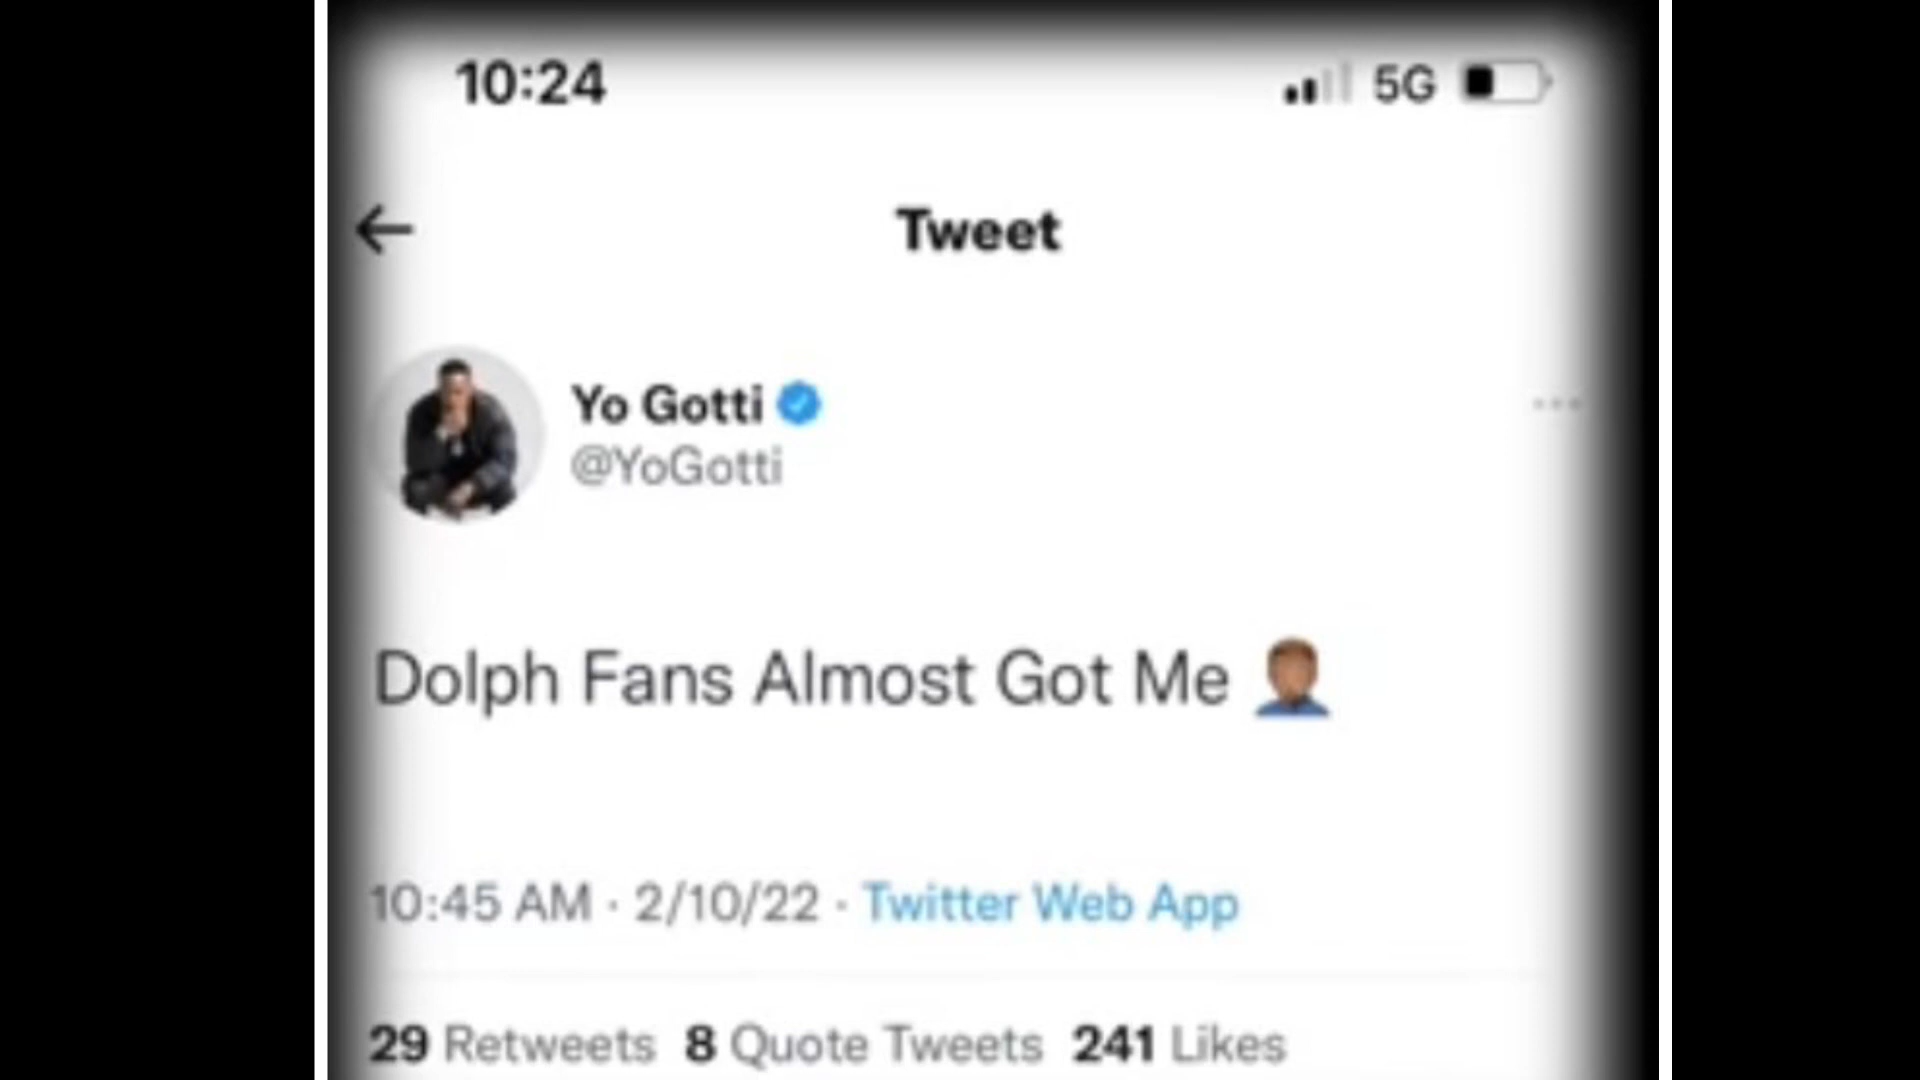 10:24 5G
Tweet
Yo Gotti
@YoGotti
Dolph Fans Almost Got Me 🤦🏾‍♂️
10:45 AM · 2/10/22 · Twitter Web App
29 Retweets 8 Quote Tweets 241 Likes